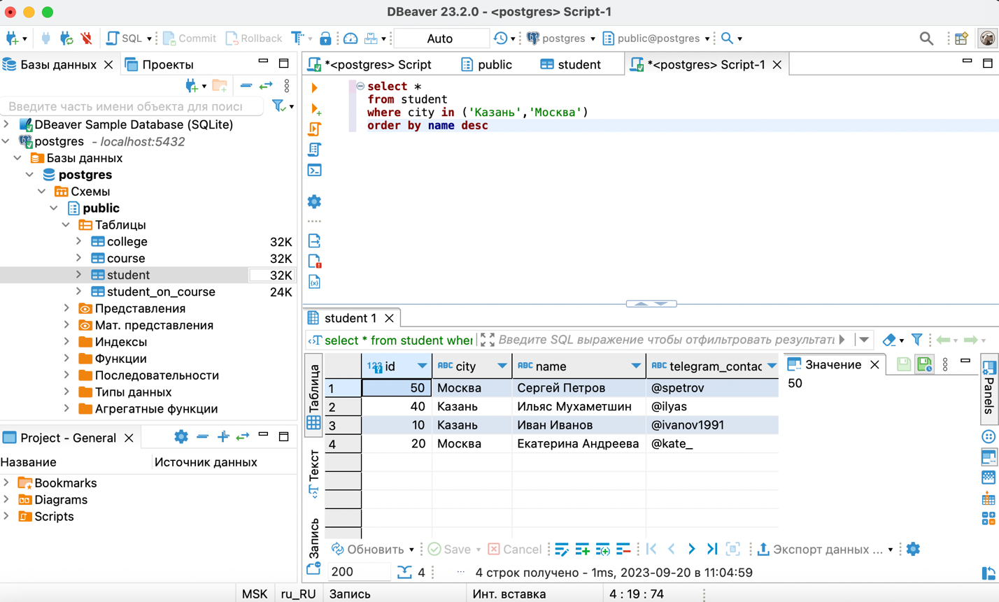 DBeaver 23.2.0 - <postgres> Script-1
SQL Commit Rollback T Auto postgres public@postgres
Базы данных Проекты
*<postgres> Script public student *<postgres> Script-1
Введите часть имени объекта для поиск
DBeaver Sample Database (SQLite)
postgres - localhost:5432
Базы данных
postgres
Схемы
public
Таблицы
college 32K
course 32K
student 32K
student_on_course 24K
Представления
Мат. представления
Индексы
Функции
Последовательности
Типы данных
Агрегатные функции
select *
from student
where city in ('Казань','Москва')
order by name desc
student 1
select * from student wher Введите SQL выражение чтобы отфильтровать результаты
Таблица
Текст
Запись
123 id ABC city ABC name ABC telegram_contac
1 50 Москва Сергей Петров @spetrov
2 40 Казань Ильяс Мухаметшин @ilyas
3 10 Казань Иван Иванов @ivanov1991
4 20 Москва Екатерина Андреева @kate_
Значение
50
Panels
Обновить Save Cancel Экспорт данных ...
200 4 ... 4 строк получено - 1ms, 2023-09-20 в 11:04:59
Project - General
Название Источник данных
Bookmarks
Diagrams
Scripts
MSK ru_RU Запись Инт. вставка 4 : 19 : 74